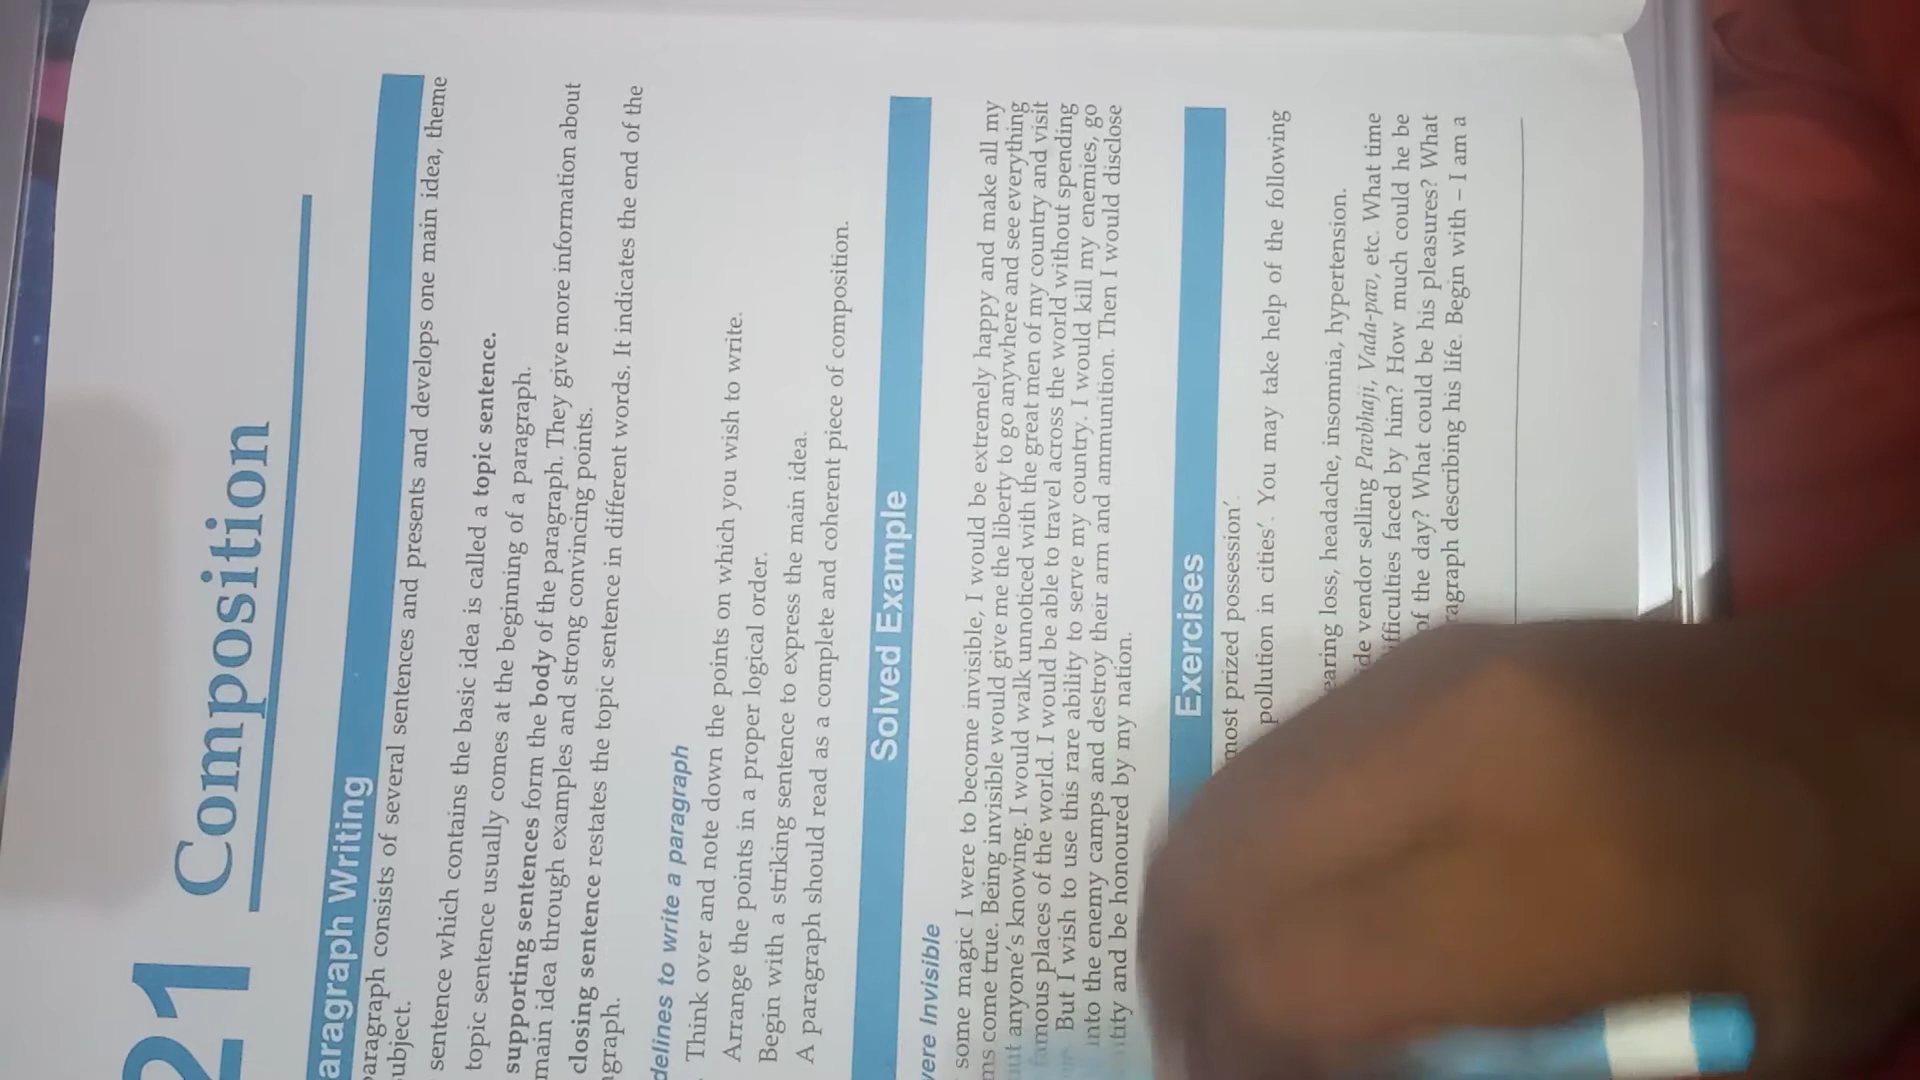 21 Composition
aragraph Writing
paragraph consists of several sentences and presents and develops one main idea, theme
ubject.
sentence which contains the basic idea is called a topic sentence.
topic sentence usually comes at the beginning of a paragraph.
supporting sentences form the body of the paragraph. They give more information about
main idea through examples and strong convincing points.
closing sentence restates the topic sentence in different words. It indicates the end of the
graph.
delines to write a paragraph
Think over and note down the points on which you wish to write.
Arrange the points in a proper logical order.
Begin with a striking sentence to express the main idea.
A paragraph should read as a complete and coherent piece of composition.
Solved Example
were Invisible
some magic I were to become invisible, I would be extremely happy and make all my
ms come true. Being invisible would give me the liberty to go anywhere and see everything
ut anyone's knowing. I would walk unnoticed with the great men of my country and visit
famous places of the world. I would be able to travel across the world without spending
But I wish to use this rare ability to serve my country. I would kill my enemies, go
into the enemy camps and destroy their arm and ammunition. Then I would disclose
tity and be honoured by my nation.
Exercises
most prized possession'.
pollution in cities'. You may take help of the following
earing loss, headache, insomnia, hypertension.
de vendor selling Pavbhaji, Vada-pav, etc. What time
ifficulties faced by him? How much could he be
of the day? What could be his pleasures? What
ragraph describing his life. Begin with – I am a